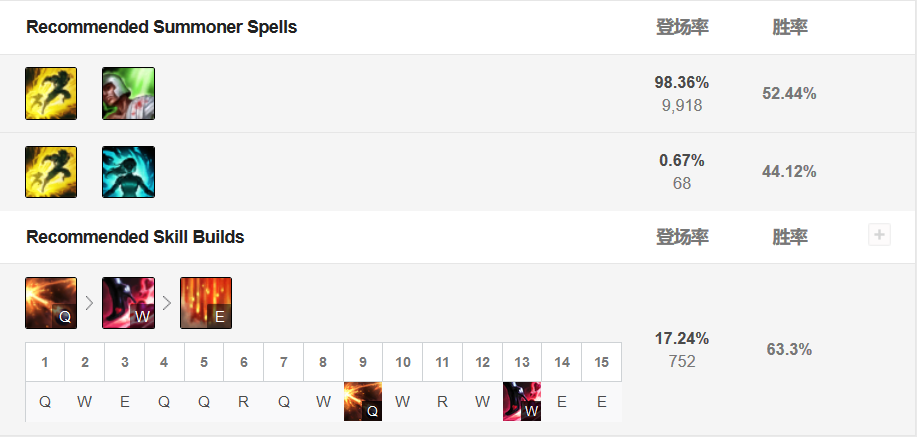 Recommended Summoner Spells 登场率 胜率
98.36%
9,918
52.44%
0.67%
68
44.12%
Recommended Skill Builds 登场率 胜率 +
Q > W > E
17.24%
752
63.3%
1 2 3 4 5 6 7 8 9 10 11 12 13 14 15
Q W E Q Q R Q W Q W R W W E E